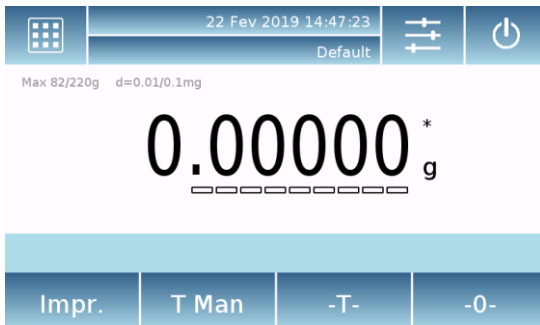 22 Fev 2019 14:47:23
Default
Max 82/220g d=0.01/0.1mg
0.00000 * g
Impr. T Man -T- -0-